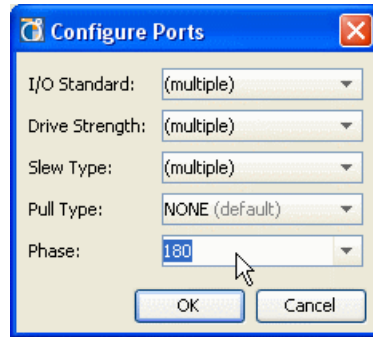 Configure Ports
I/O Standard: (multiple)
Drive Strength: (multiple)
Slew Type: (multiple)
Pull Type: NONE (default)
Phase: 180
OK Cancel